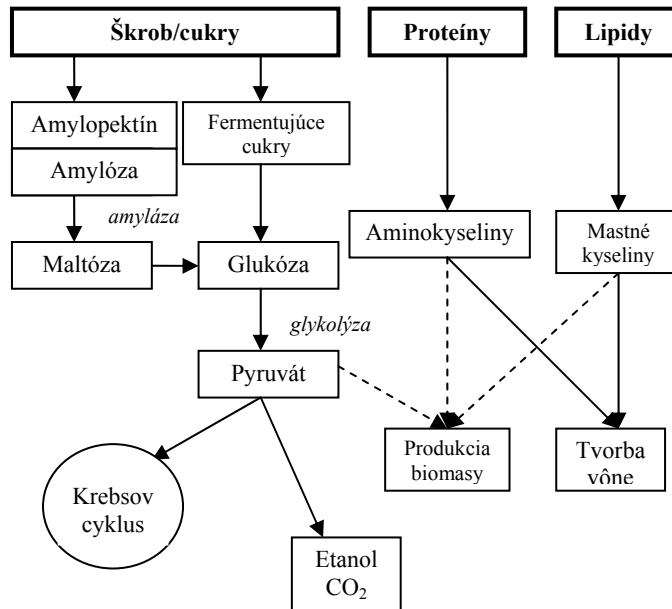 Škrob/cukry
Proteíny
Lipidy
Amylopektín
Amylóza
Fermentujúce
cukry
amyláza
Aminokyseliny
Mastné
kyseliny
Maltóza
Glukóza
glykolýza
Pyruvát
Produkcia
biomasy
Tvorba
vône
Krebsov
cyklus
Etanol
CO₂